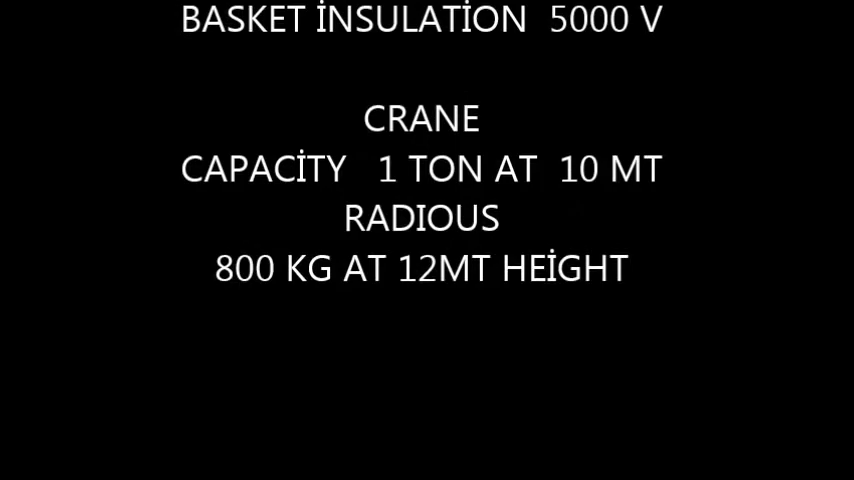 BASKET İNSULATİON  5000 V
CRANE
CAPACİTY   1 TON AT  10 MT
RADIOUS
800 KG AT 12MT HEİGHT